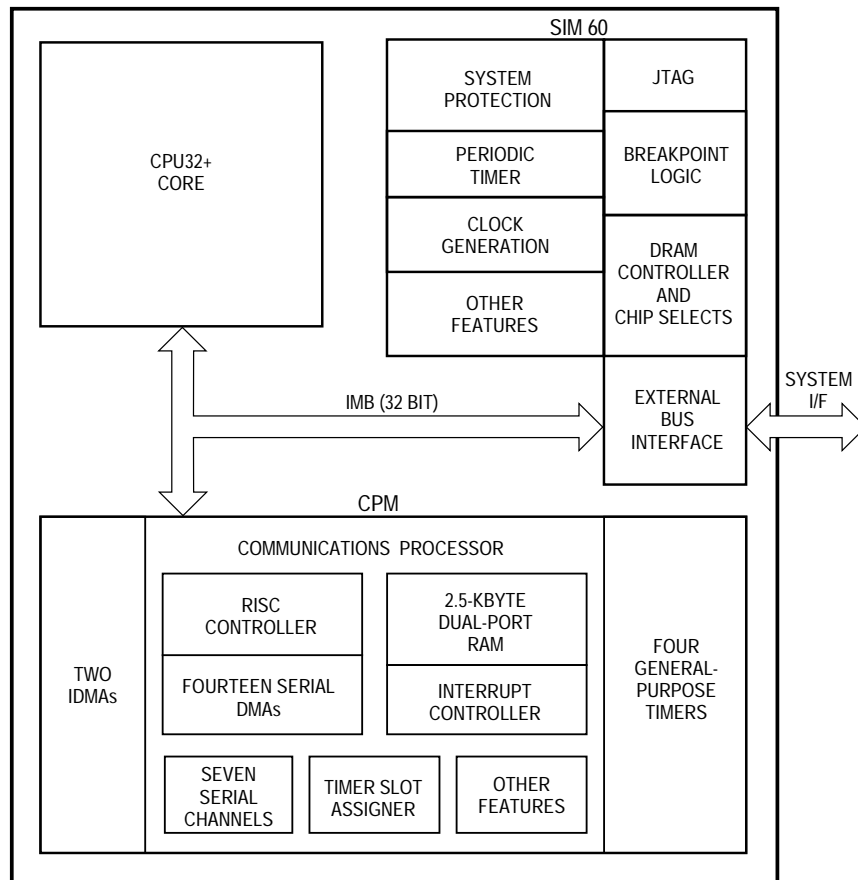 SIM 60
SYSTEM
PROTECTION
JTAG
CPU32+
CORE
PERIODIC
TIMER
BREAKPOINT
LOGIC
CLOCK
GENERATION
DRAM
CONTROLLER
AND
CHIP SELECTS
OTHER
FEATURES
IMB (32 BIT)
EXTERNAL
BUS
INTERFACE
SYSTEM
I/F
CPM
COMMUNICATIONS PROCESSOR
TWO
IDMAs
RISC
CONTROLLER
2.5-KBYTE
DUAL-PORT
RAM
FOURTEEN SERIAL
DMAs
INTERRUPT
CONTROLLER
FOUR
GENERAL-
PURPOSE
TIMERS
SEVEN
SERIAL
CHANNELS
TIMER SLOT
ASSIGNER
OTHER
FEATURES